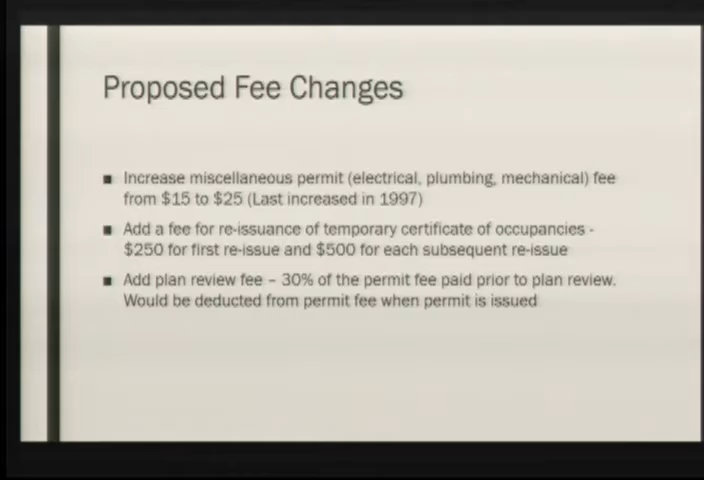 Proposed Fee Changes
■ Increase miscellaneous permit (electrical, plumbing, mechanical) fee
from $15 to $25 (Last increased in 1997)
■ Add a fee for re-issuance of temporary certificate of occupancies -
$250 for first re-issue and $500 for each subsequent re-issue
■ Add plan review fee – 30% of the permit fee paid prior to plan review.
Would be deducted from permit fee when permit is issued